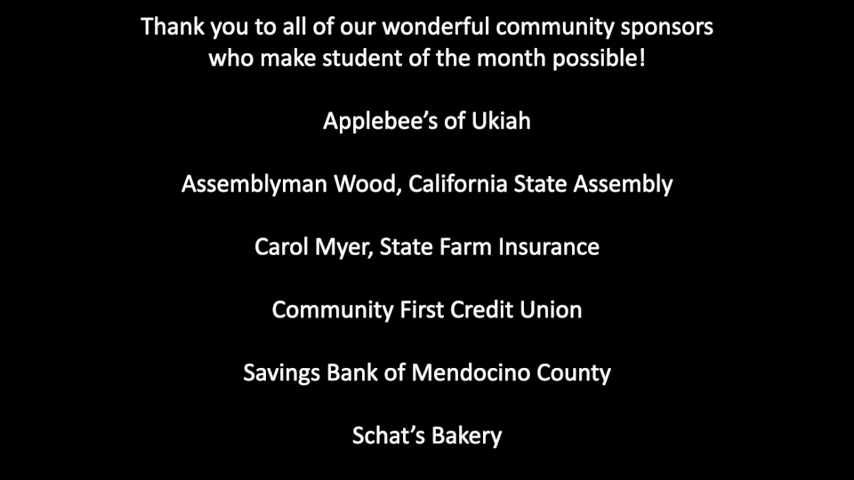 Thank you to all of our wonderful community sponsors
who make student of the month possible!
Applebee’s of Ukiah
Assemblyman Wood, California State Assembly
Carol Myer, State Farm Insurance
Community First Credit Union
Savings Bank of Mendocino County
Schat’s Bakery